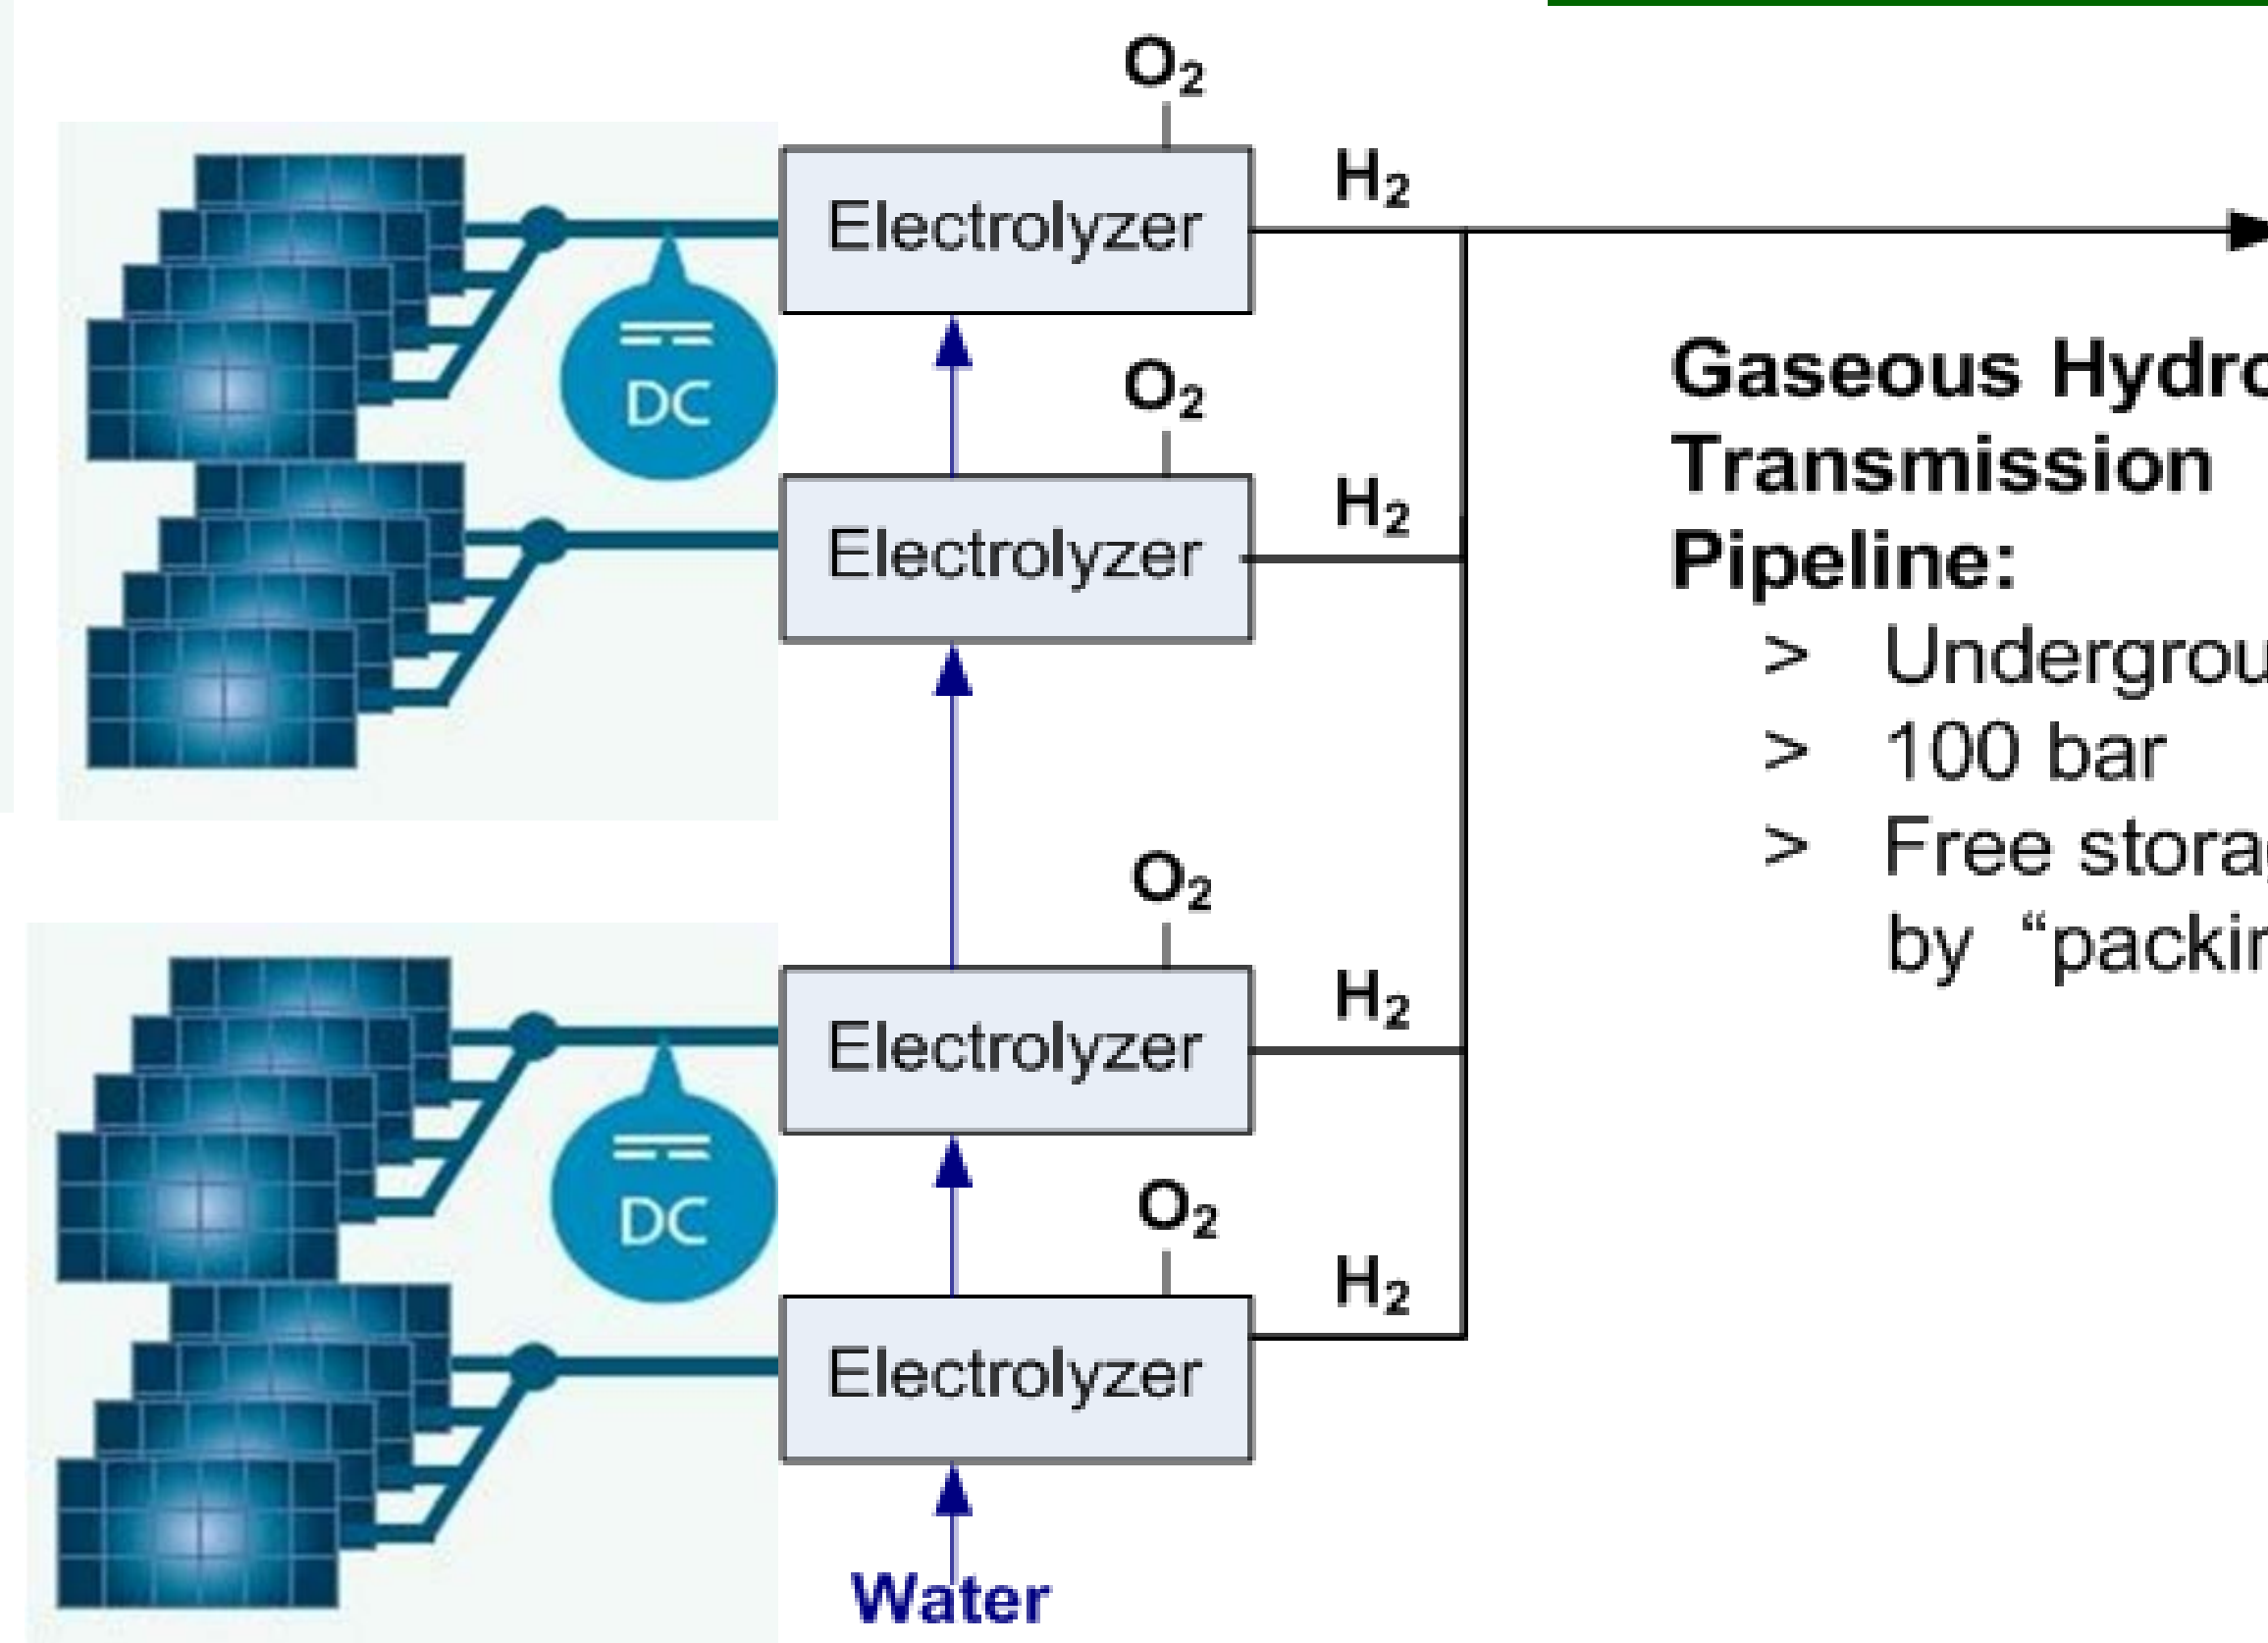 O₂
Electrolyzer
H₂
DC
O₂
Electrolyzer
H₂
O₂
Electrolyzer
H₂
DC
O₂
Electrolyzer
H₂
Water
Gaseous Hydro
Transmission
Pipeline:
> Undergrou
> 100 bar
> Free stora
by “packin